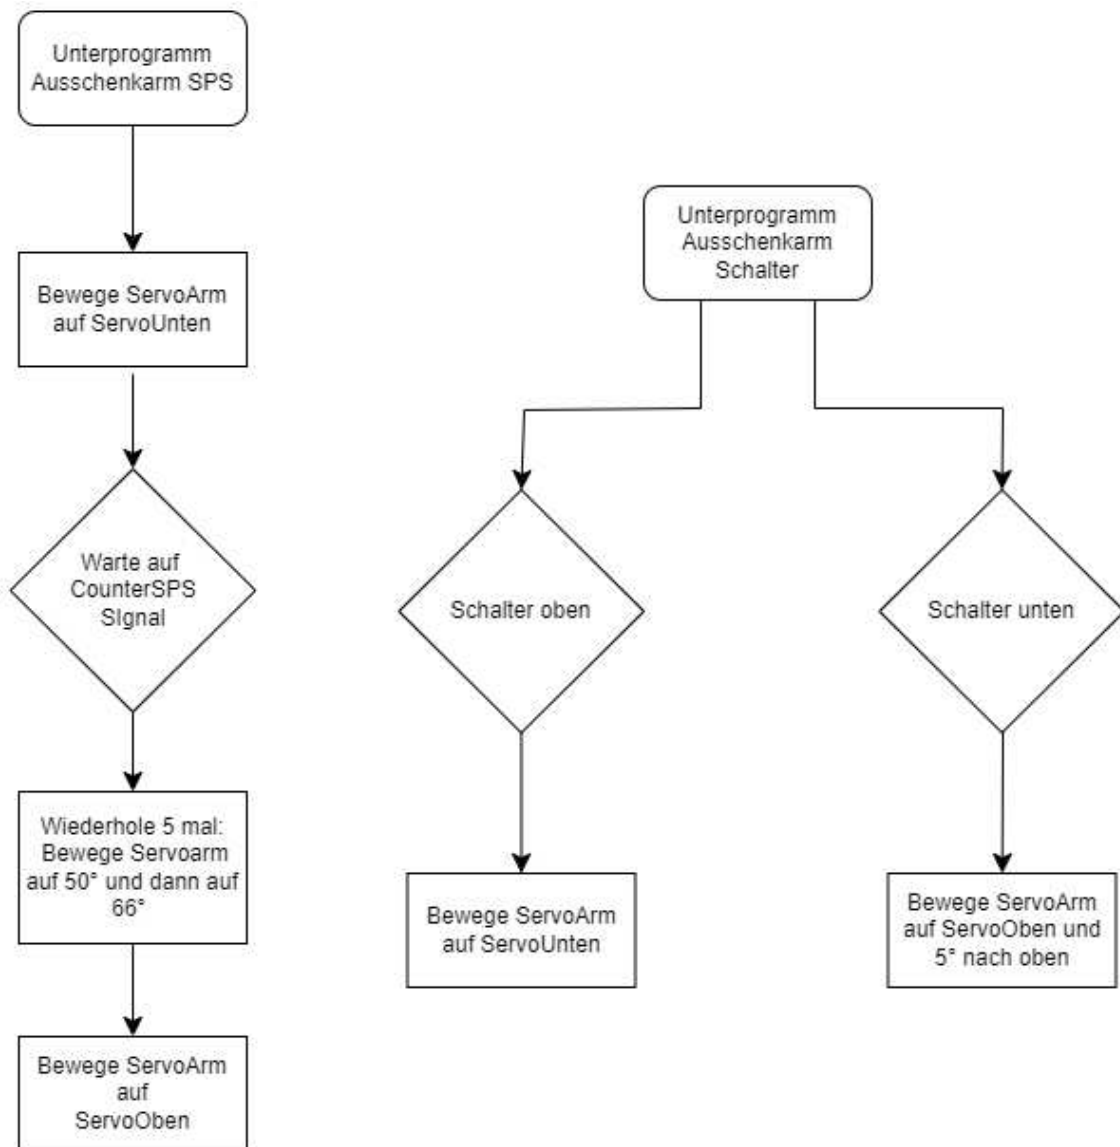 Unterprogramm
Ausschenkarm SPS
Bewege ServoArm
auf ServoUnten
Warte auf
CounterSPS
SIgnal
Wiederhole 5 mal:
Bewege Servoarm
auf 50° und dann auf
66°
Bewege ServoArm
auf
ServoOben
Unterprogramm
Ausschenkarm
Schalter
Schalter oben
Bewege ServoArm
auf ServoUnten
Schalter unten
Bewege ServoArm
auf ServoOben und
5° nach oben